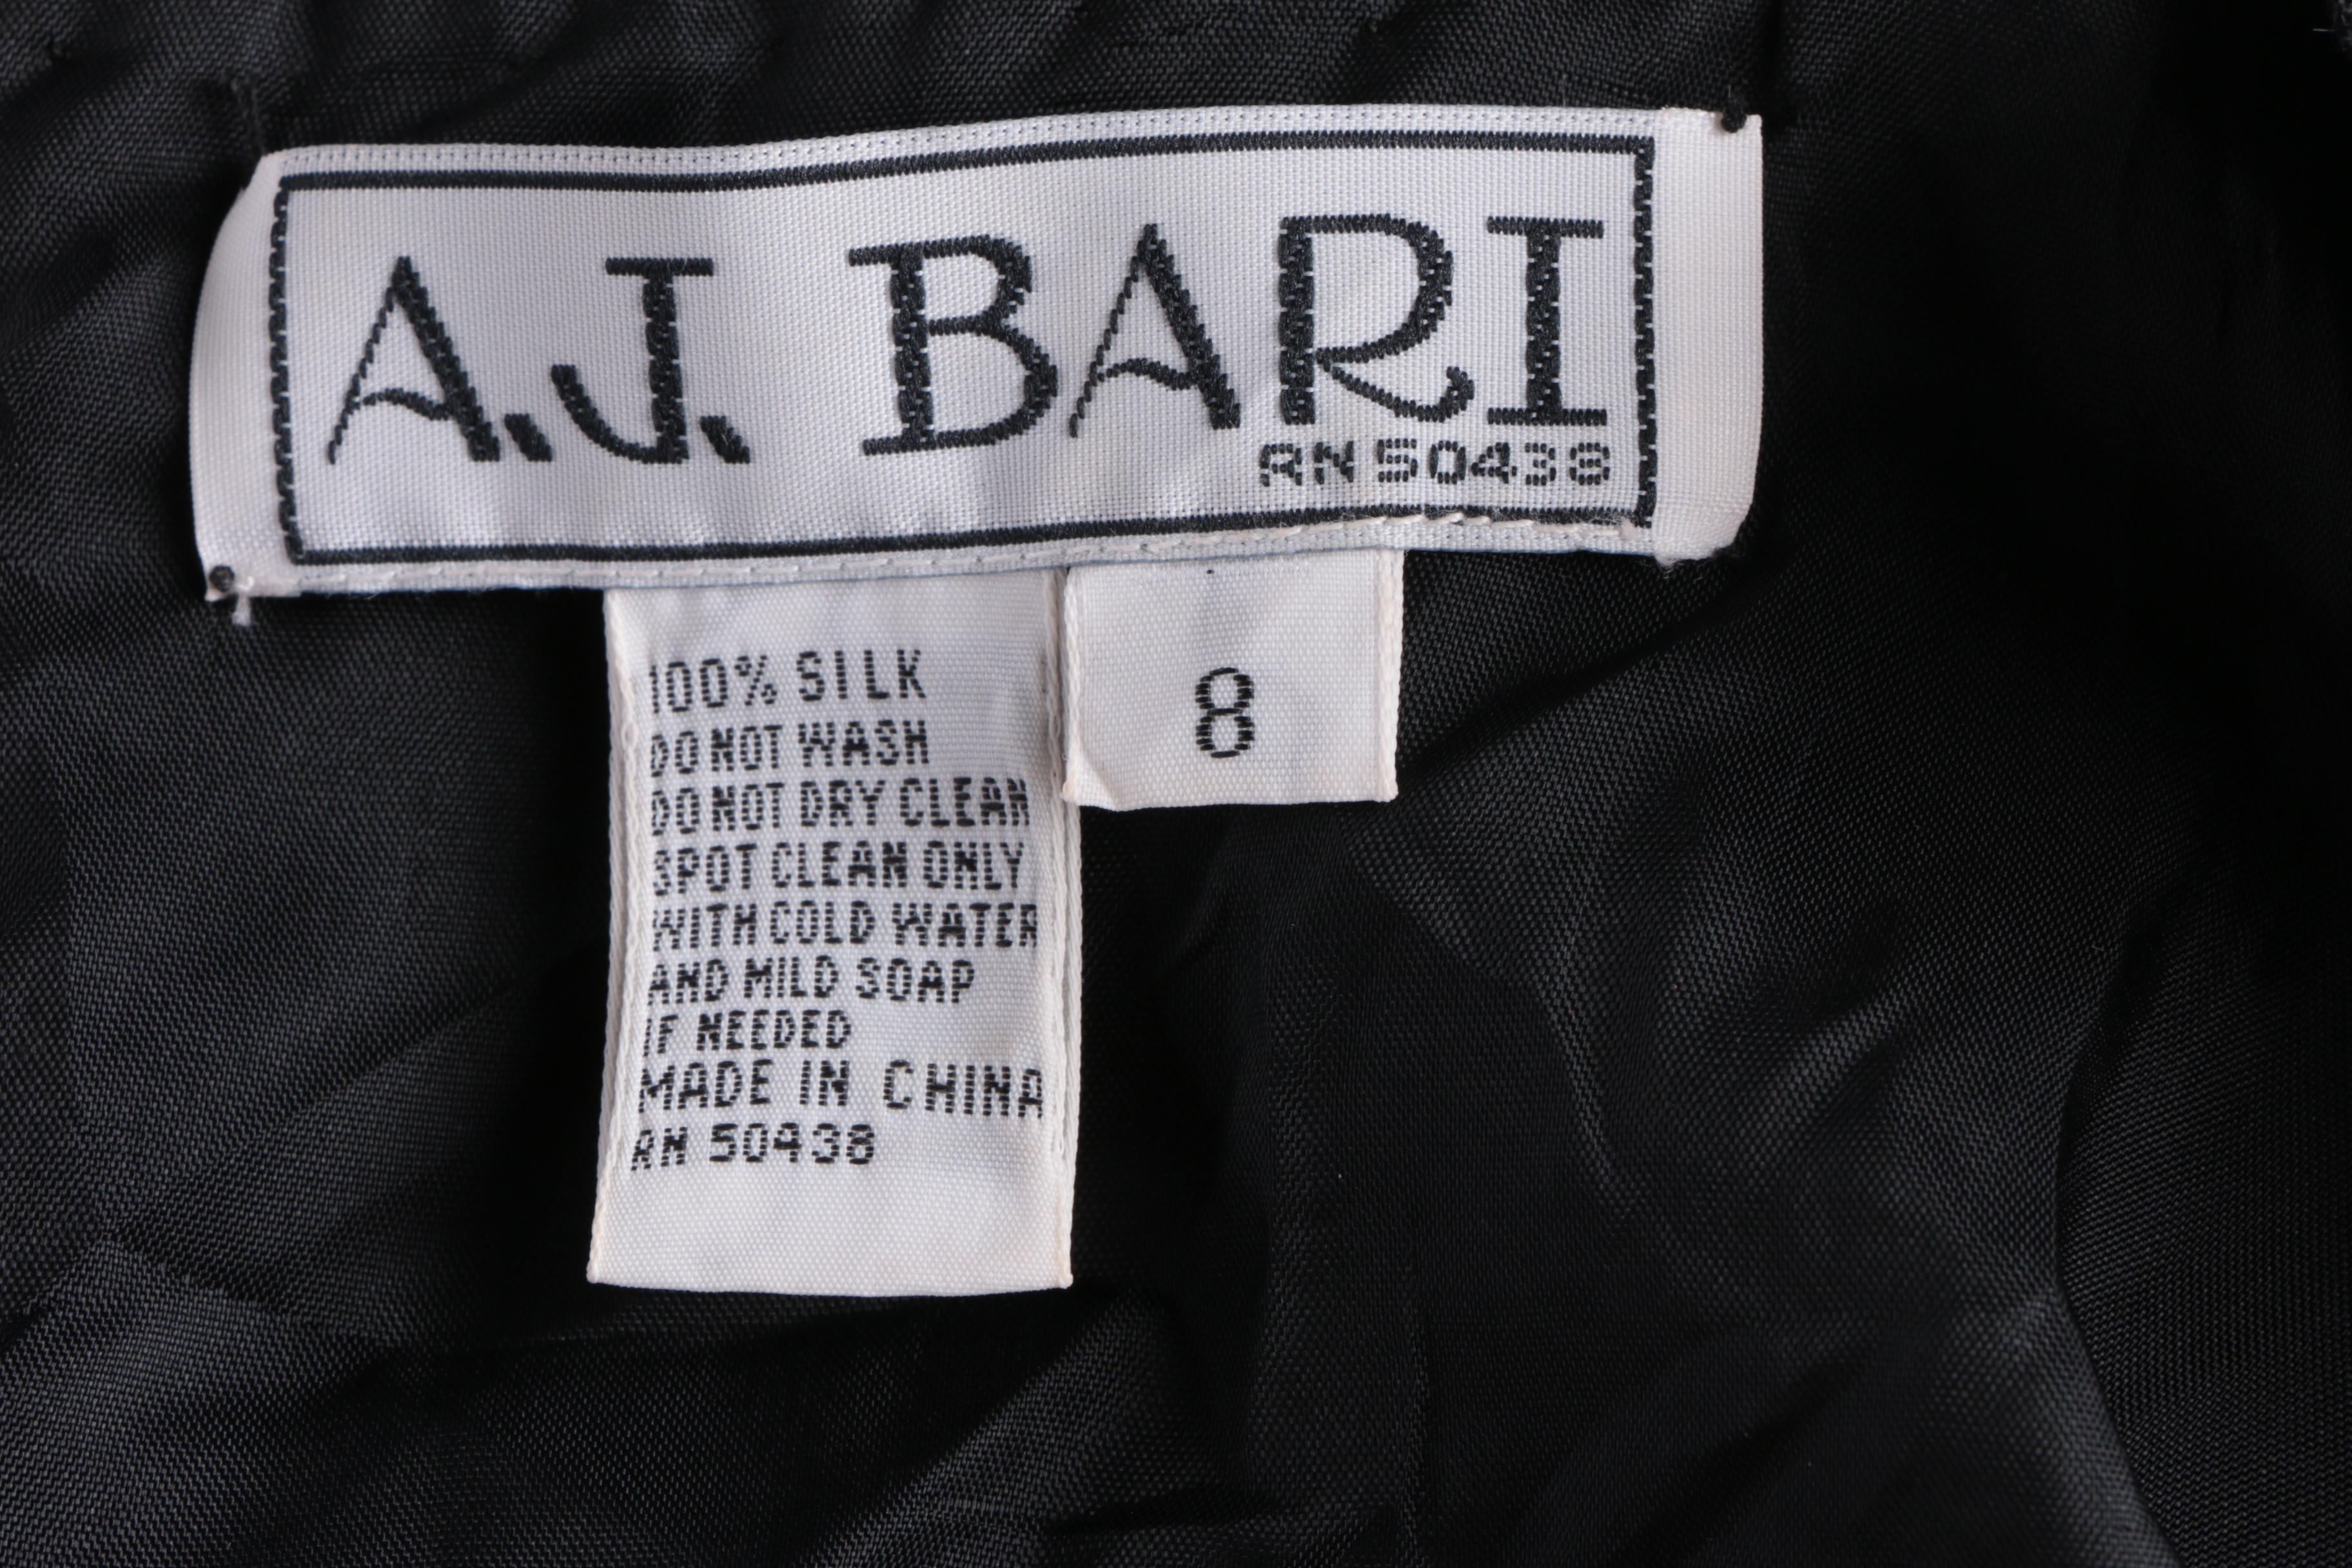 A.J. BARI
RN 50438
100% SILK
DO NOT WASH
DO NOT DRY CLEAN
SPOT CLEAN ONLY
WITH COLD WATER
AND MILD SOAP
IF NEEDED
MADE IN CHINA
RN 50438
8